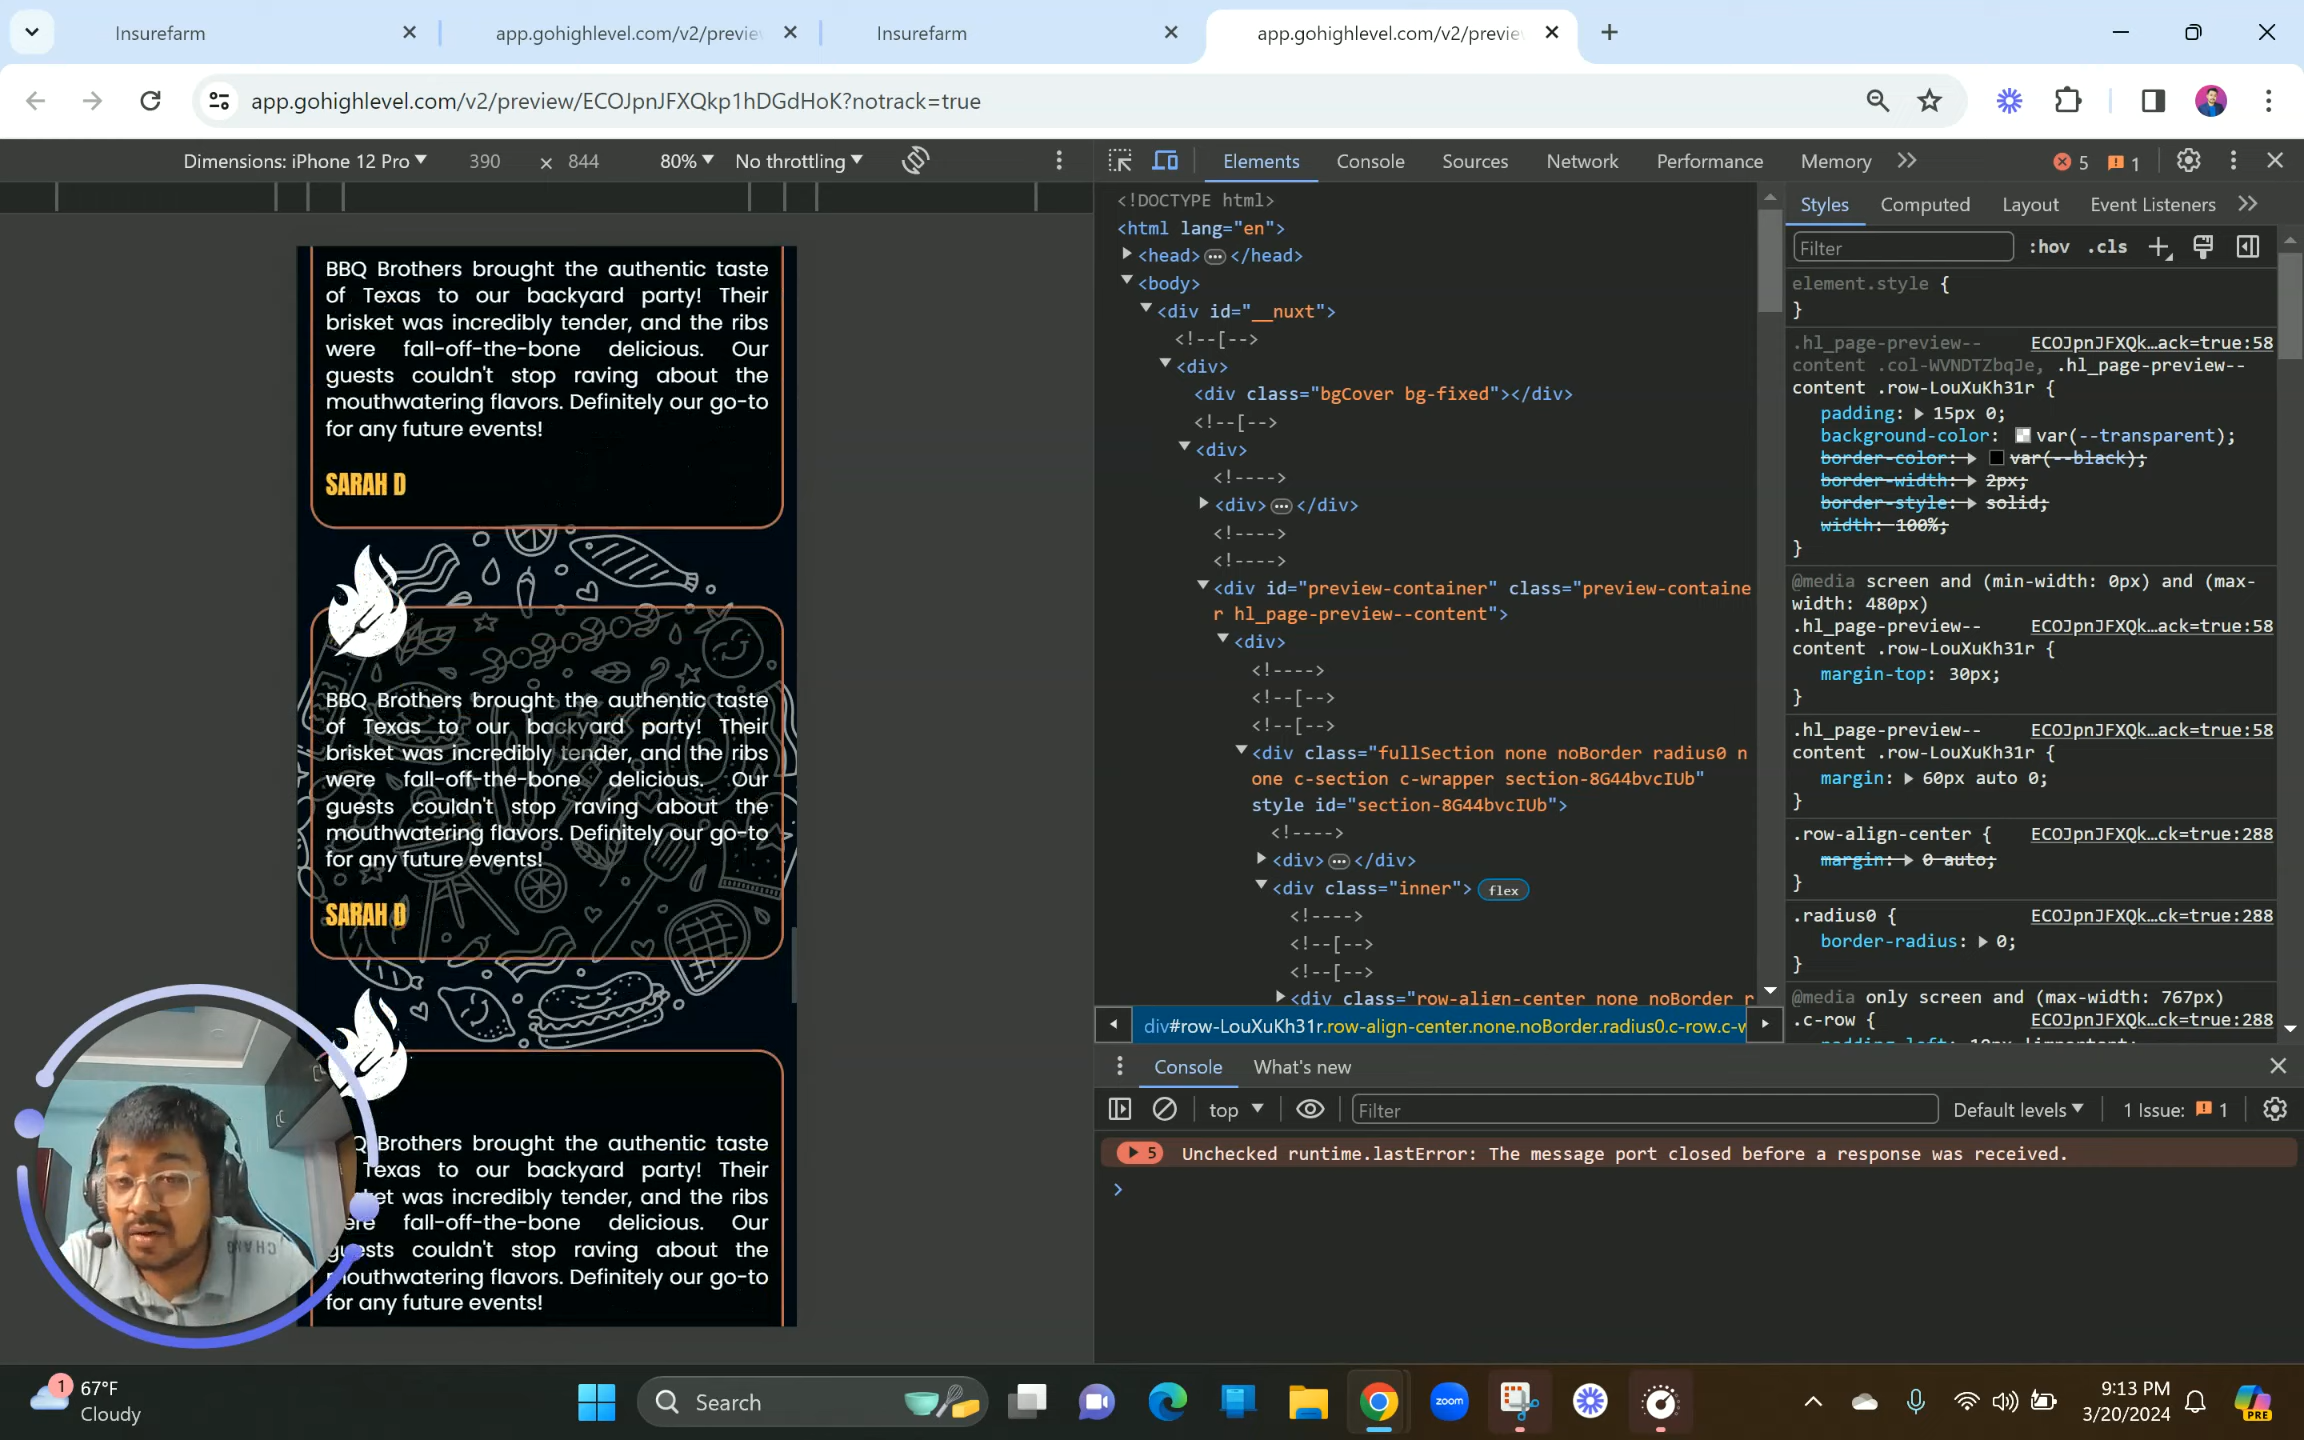 Insurefarm
app.gohighlevel.com/v2/previe
Insurefarm
app.gohighlevel.com/v2/previe
app.gohighlevel.com/v2/preview/ECOJpnJFXQkp1hDGdHoK?notrack=true
Dimensions: iPhone 12 Pro 390 × 844 80% No throttling
BBQ Brothers brought the authentic taste
of Texas to our backyard party! Their
brisket was incredibly tender, and the ribs
were fall-off-the-bone delicious. Our
guests couldn't stop raving about the
mouthwatering flavors. Definitely our go-to
for any future events!
SARAH D
BBQ Brothers brought the authentic taste
of Texas to our backyard party! Their
brisket was incredibly tender, and the ribs
were fall-off-the-bone delicious. Our
guests couldn't stop raving about the
mouthwatering flavors. Definitely our go-to
for any future events!
SARAH D
Q Brothers brought the authentic taste
Texas to our backyard party! Their
was incredibly tender, and the ribs
fall-off-the-bone delicious. Our
guests couldn't stop raving about the
mouthwatering flavors. Definitely our go-to
for any future events!
Elements Console Sources Network Performance Memory 5 1
<!DOCTYPE html>
<html lang="en">
<head> </head>
<body>
<div id="__nuxt">
<!--[-->
<div>
<div class="bgCover bg-fixed"></div>
<!--[-->
<div>
<!---->
<div> </div>
<!---->
<!---->
<div id="preview-container" class="preview-containe
r hl_page-preview--content">
<div>
<!---->
<!--[-->
<!--[-->
<div class="fullSection none noBorder radius0 n
one c-section c-wrapper section-8G44bvcIUb"
style id="section-8G44bvcIUb">
<!---->
<div> </div>
<div class="inner"> flex
<!---->
<!--[-->
<!--[-->
<div class="row-align-center none noBorder r
div#row-LouXuKh31r.row-align-center.none.noBorder.radius0.c-row.c-w
Styles Computed Layout Event Listeners
Filter :hov .cls
element.style {
}
.hl_page-preview-- ECOJpnJFXQk…ack=true:58
content .col-WVNDTZbqJe, .hl_page-preview--
content .row-LouXuKh31r {
padding: 15px 0;
background-color: var(--transparent);
border-color: var(--black);
border-width: 2px;
border-style: solid;
width: 100%;
}
@media screen and (min-width: 0px) and (max-
width: 480px)
.hl_page-preview-- ECOJpnJFXQk…ack=true:58
content .row-LouXuKh31r {
margin-top: 30px;
}
.hl_page-preview-- ECOJpnJFXQk…ack=true:58
content .row-LouXuKh31r {
margin: 60px auto 0;
}
.row-align-center { ECOJpnJFXQk…ck=true:288
margin: 0 auto;
}
.radius0 { ECOJpnJFXQk…ck=true:288
border-radius: 0;
}
@media only screen and (max-width: 767px)
.c-row { ECOJpnJFXQk…ck=true:288
Console What's new
top Filter Default levels 1 Issue: 1
5 Unchecked runtime.lastError: The message port closed before a response was received.
1 67°F
Cloudy
Search
zoom
9:13 PM
3/20/2024
PRE